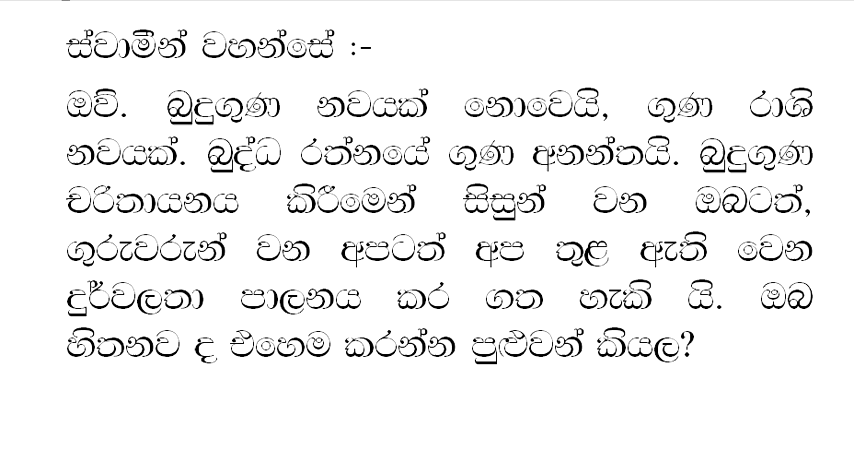 ස්වාමීන් වහන්සේ :-
ඔව්. බුදුගුණ නවයක් නොවෙයි, ගුණ රාශි
නවයක්. බුද්ධ රත්නයේ ගුණ අනන්තයි. බුදුගුණ
චරිතායනය කිරීමෙන් සිසුන් වන ඔබටත්,
ගුරුවරුන් වන අපටත් අප තුළ ඇති වෙන
දුර්වලතා පාලනය කර ගත හැකි යි. ඔබ
හිතනව ද එහෙම කරන්න පුළුවන් කියල?